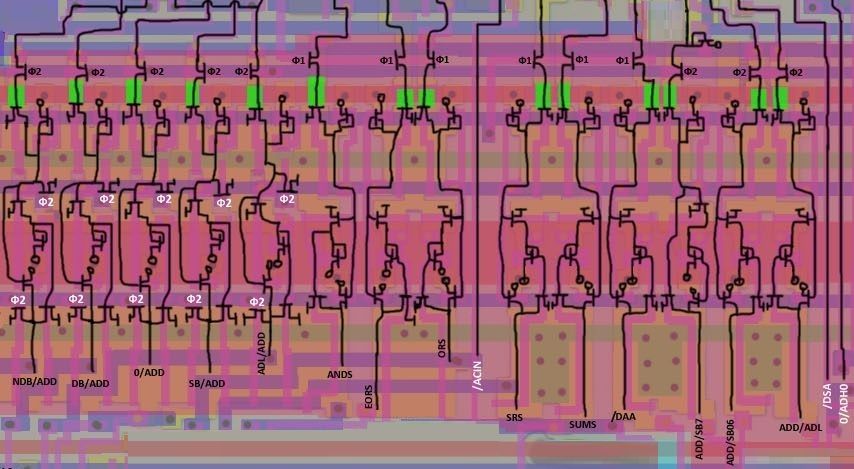 Φ2 Φ2 Φ2 Φ2 Φ2 Φ1 Φ1 Φ1 Φ1 Φ1 Φ1 Φ2 Φ2 Φ2
Φ2 Φ2 Φ2 Φ2 Φ2
Φ2 Φ2 Φ2 Φ2 Φ2
NDB/ADD
DB/ADD
0/ADD
SB/ADD
ADL/ADD
ANDS
EORS
ORS
/ACIN
SRS
SUMS
/DAA
ADD/SB7
ADD/SB06
ADD/ADL
/DSA
0/ADH0